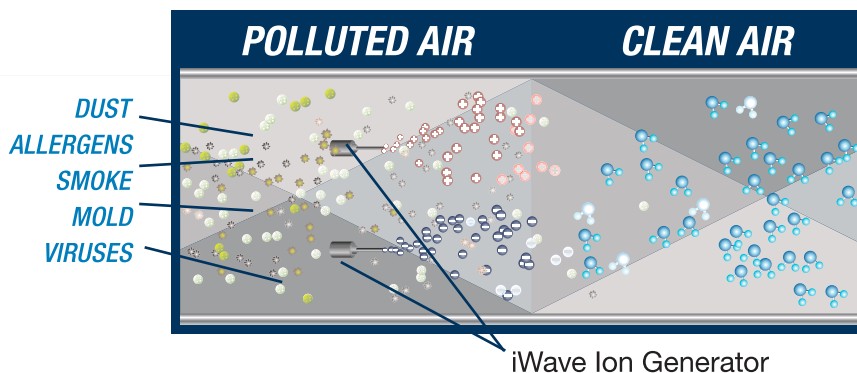 POLLUTED AIR
CLEAN AIR
DUST
ALLERGENS
SMOKE
MOLD
VIRUSES
iWave Ion Generator